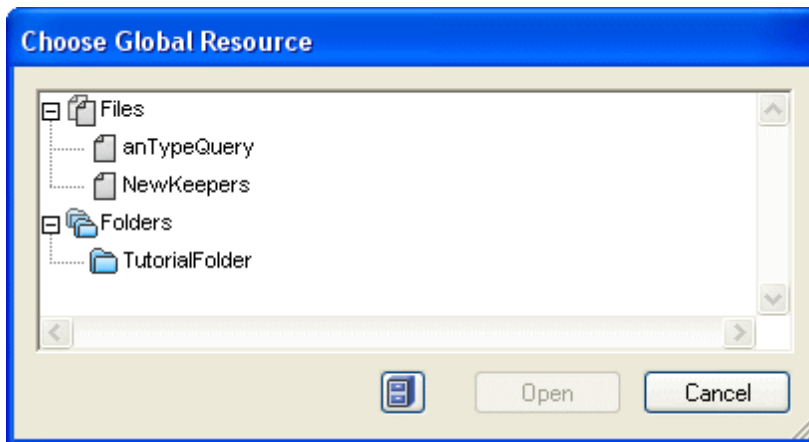 Choose Global Resource
Files
anTypeQuery
NewKeepers
Folders
TutorialFolder
Open Cancel